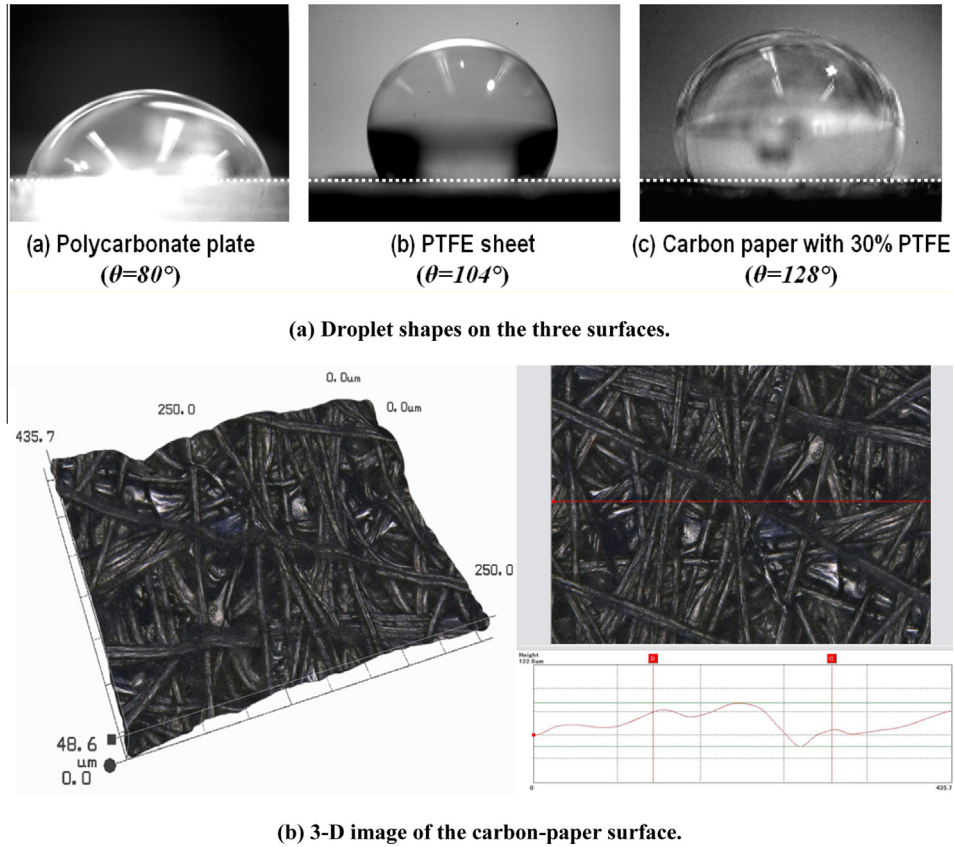 (a) Polycarbonate plate
(θ=80°)
(b) PTFE sheet
(θ=104°)
(c) Carbon paper with 30% PTFE
(θ=128°)
(a) Droplet shapes on the three surfaces.
0.0um
0.0um
250.0
435.7
250.0
48.6
um
0.0
Height
122.8um
D
C
0
435.7
(b) 3-D image of the carbon-paper surface.